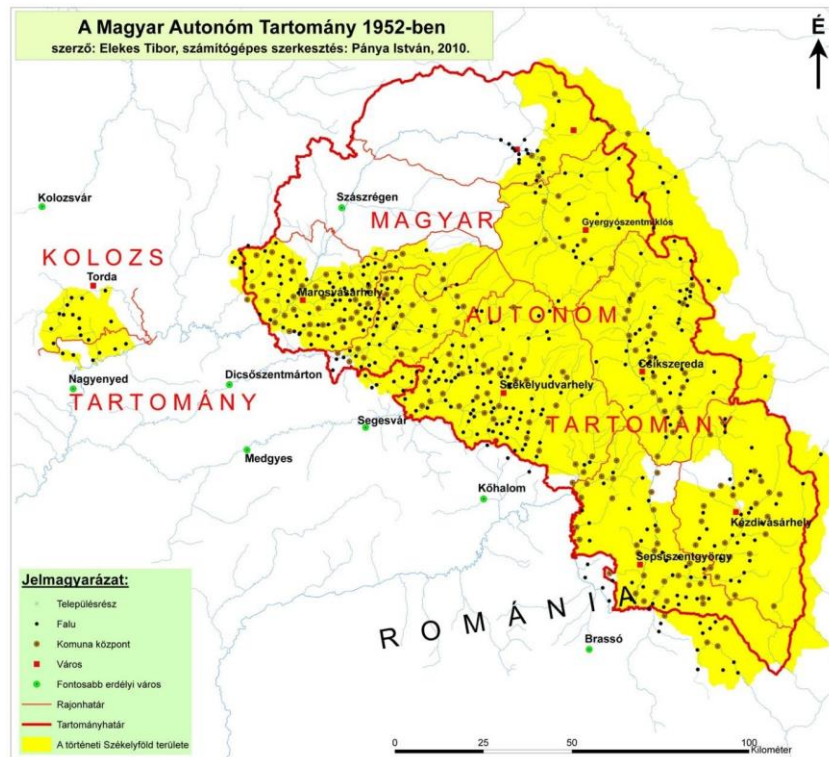 A Magyar Autonóm Tartomány 1952-ben
szerző: Elekes Tibor, számítógépes szerkesztés: Pánya István, 2010.
É
Kolozsvár
Szászrégen
MAGYAR
Gyergyószentmiklós
KOLOZS
Torda
Marosvásárhely
AUTONÓM
Csíkszereda
Nagyenyed
Dicsőszentmárton
Székelyudvarhely
TARTOMÁNY
TARTOMÁNY
Segesvár
Medgyes
Kőhalom
Kézdivásárhely
Sepsiszentgyörgy
ROMÁNIA
Brassó
Jelmagyarázat:
Településrész
Falu
Komuna központ
Város
Fontosabb erdélyi város
Rajonhatár
Tartományhatár
A történeti Székelyföld területe
0 25 50 100
Kilométer